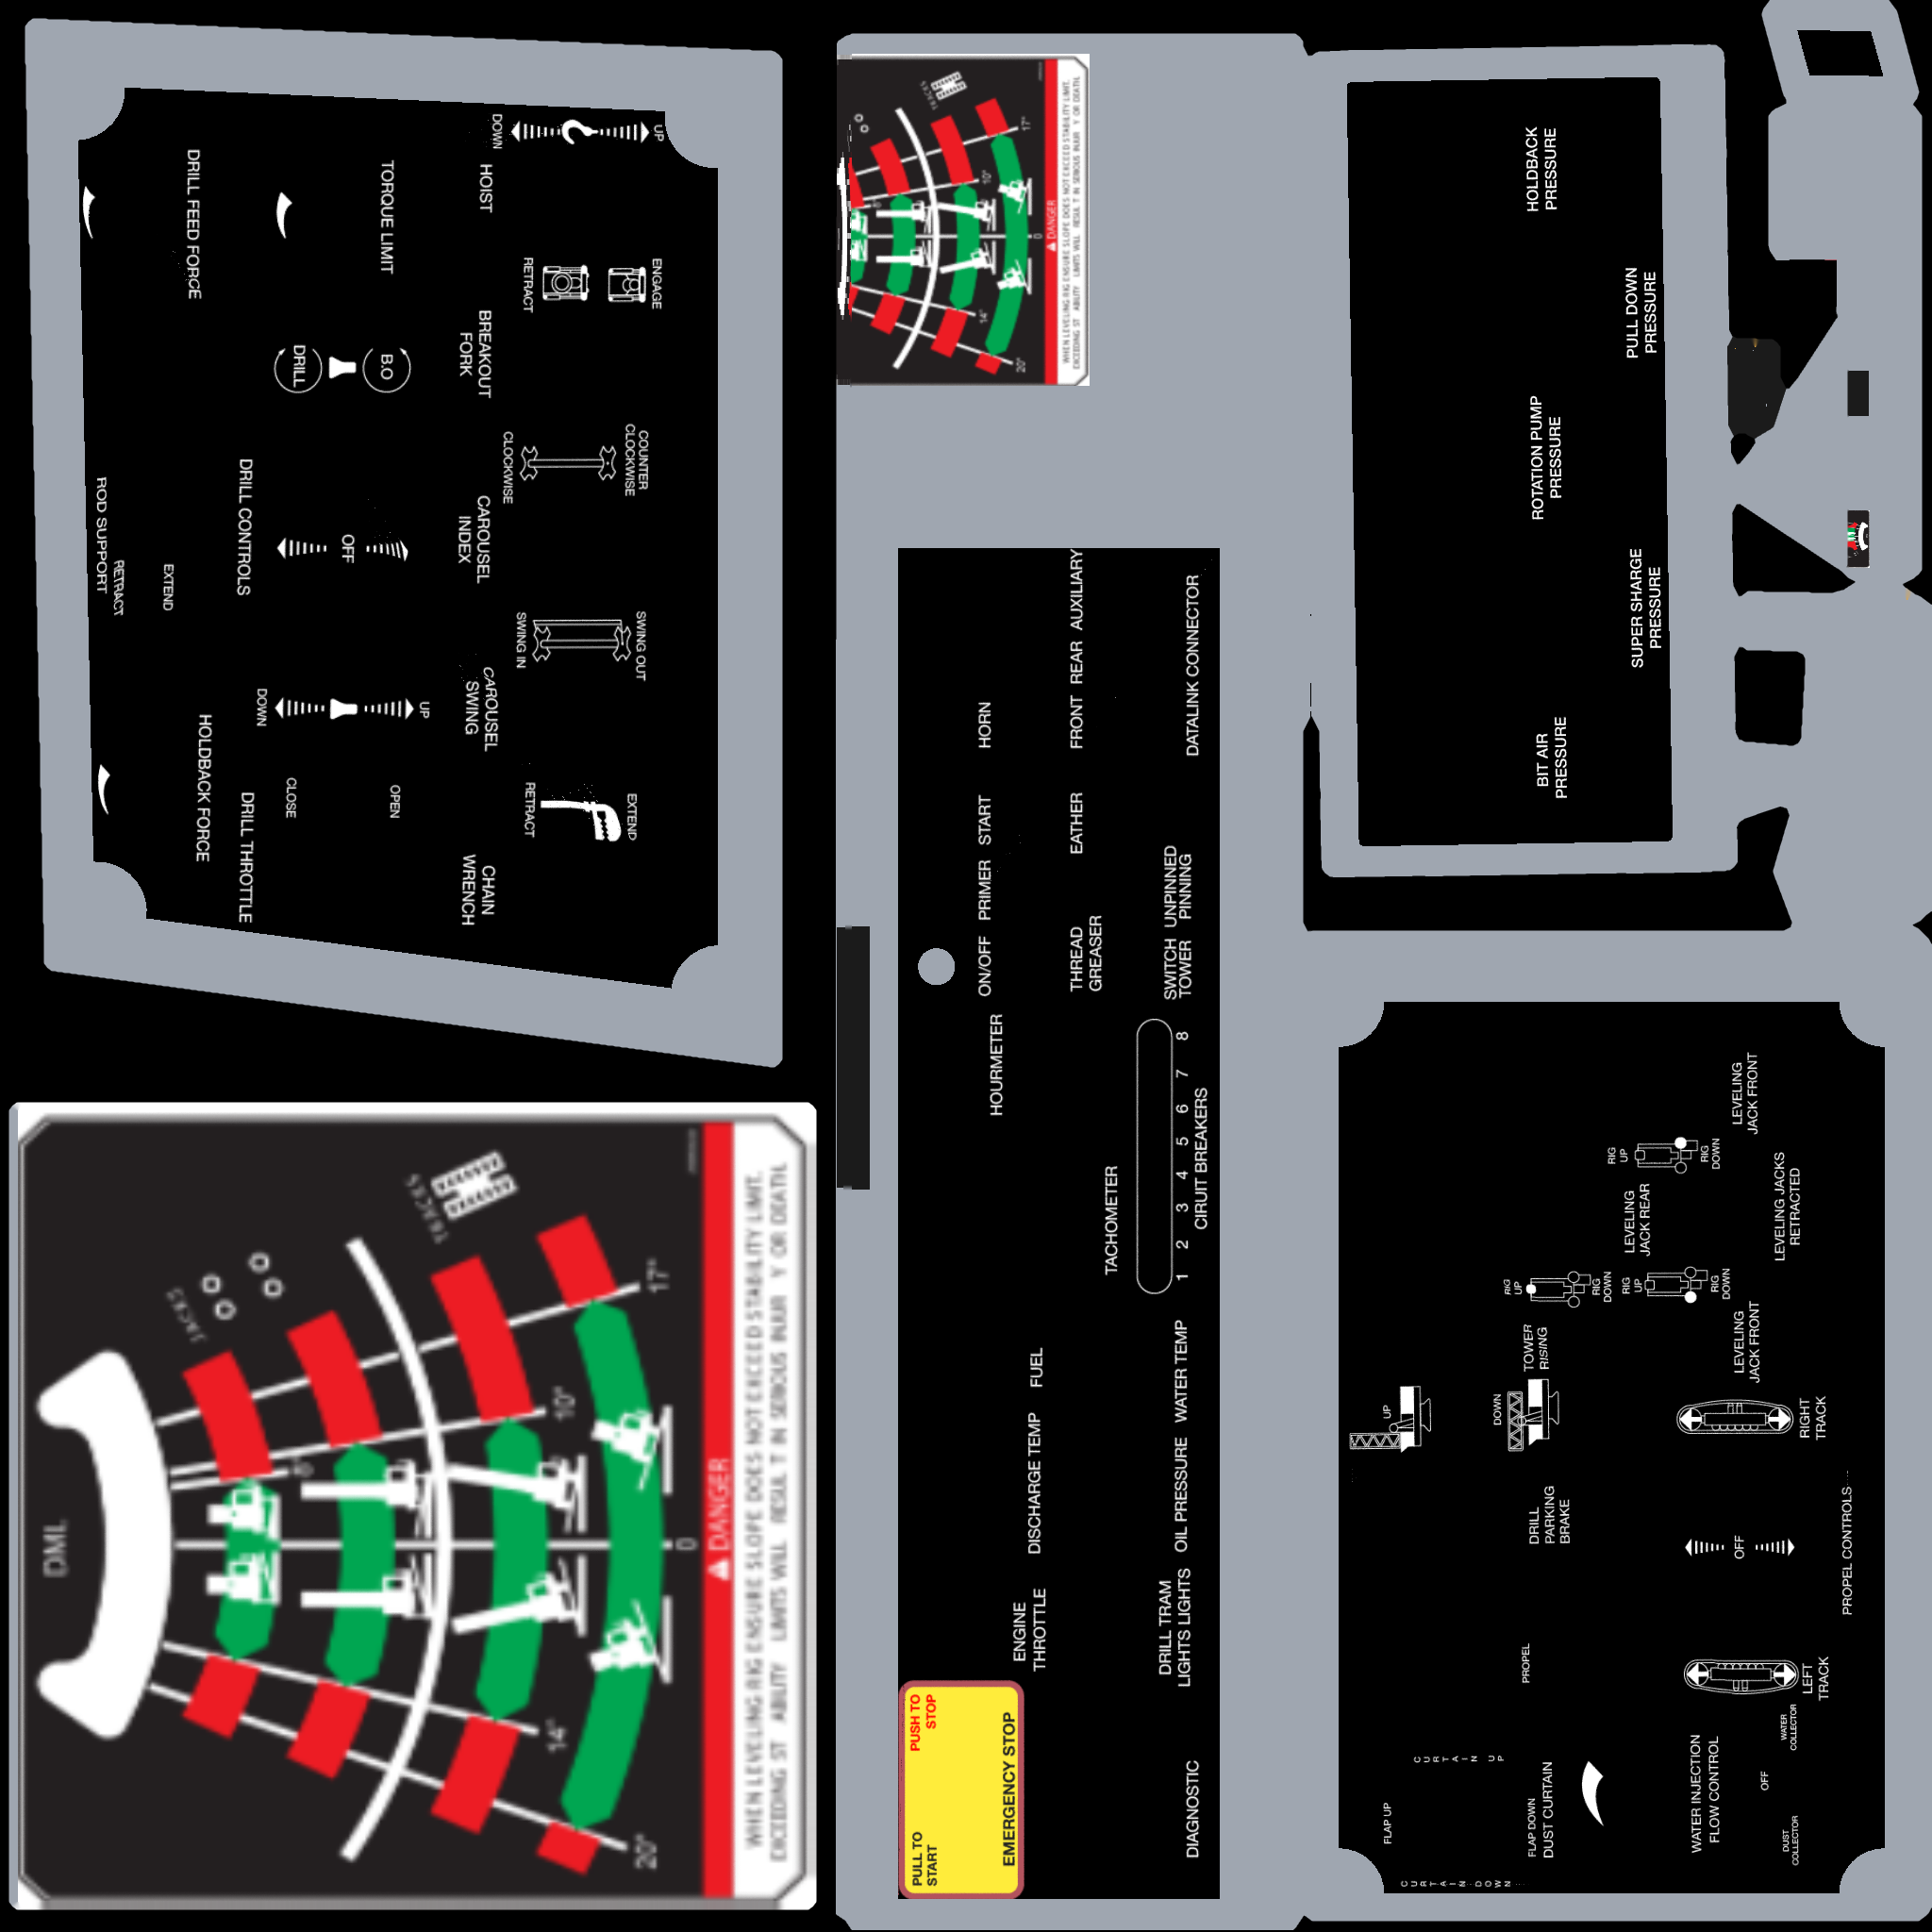 DOWN
UP
HOIST
TORQUE LIMIT
DRILL FEED FORCE
RETRACT
ENGAGE
BREAKOUT
FORK
DRILL
B.O
CLOCKWISE
COUNTER
CLOCKWISE
CAROUSEL
INDEX
DRILL CONTROLS
OFF
ROD SUPPORT
RETRACT
EXTEND
SWING IN
SWING OUT
CAROUSEL
SWING
DOWN
UP
HOLDBACK FORCE
DRILL THROTTLE
CLOSE
OPEN
RETRACT
EXTEND
CHAIN
WRENCH
TRACKS
17°
10°
0
14°
20°
DANGER
WHEN LEVELING RIG ENSURE SLOPE DOES NOT EXCEED STABILITY LIMIT.
EXCEEDING ST ABILITY LIMITS WILL RESUL T IN SERIOUS INJUR Y OR DEATH.
HOLDBACK
PRESSURE
PULL DOWN
PRESSURE
ROTATION PUMP
PRESSURE
SUPER SHARGE
PRESSURE
BIT AIR
PRESSURE
HORN
FRONT REAR AUXILIARY
DATALINK CONNECTOR
ON/OFF PRIMER START
EATHER
THREAD
GREASER
SWITCH UNPINNED
TOWER PINNING
HOURMETER
TACHOMETER
1 2 3 4 5 6 7 8
CIRUIT BREAKERS
FUEL
DISCHARGE TEMP
WATER TEMP
OIL PRESSURE
ENGINE
THROTTLE
DRILL TRAM
LIGHTS LIGHTS
PULL TO
START
PUSH TO
STOP
EMERGENCY STOP
DIAGNOSTIC
DML
JACKS
TRACKS
17°
10°
8°
0
14°
20°
DANGER
WHEN LEVELING RIG ENSURE SLOPE DOES NOT EXCEED STABILITY LIMIT.
EXCEEDING ST ABILITY LIMITS WILL RESUL T IN SERIOUS INJUR Y OR DEATH.
LEVELING
JACK FRONT
RIG
UP
RIG
DOWN
LEVELING
JACK REAR
LEVELING JACKS
RETRACTED
RIG
UP
RIG
DOWN
RIG
UP
RIG
DOWN
TOWER
RISING
LEVELING
JACK FRONT
UP
DOWN
RIGHT
TRACK
DRILL
PARKING
BRAKE
OFF
PROPEL CONTROLS
PROPEL
LEFT
TRACK
CURTAIN UP
FLAP UP
FLAP DOWN
DUST CURTAIN
CURTAIN DOWN
WATER INJECTION
FLOW CONTROL
WATER
COLLECTOR
OFF
DUST
COLLECTOR